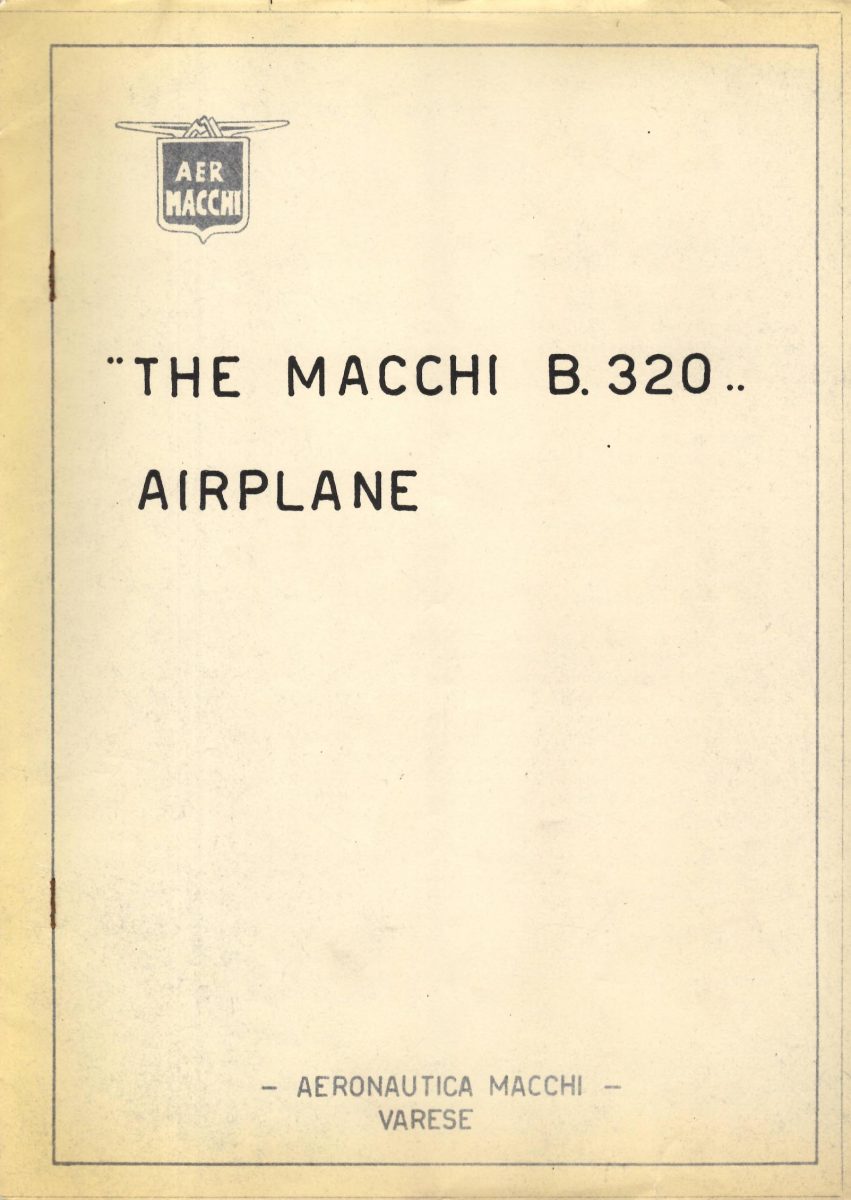 AER
MACCHI
¨THE MACCHI B. 320..
AIRPLANE
- AERONAUTICA MACCHI -
VARESE